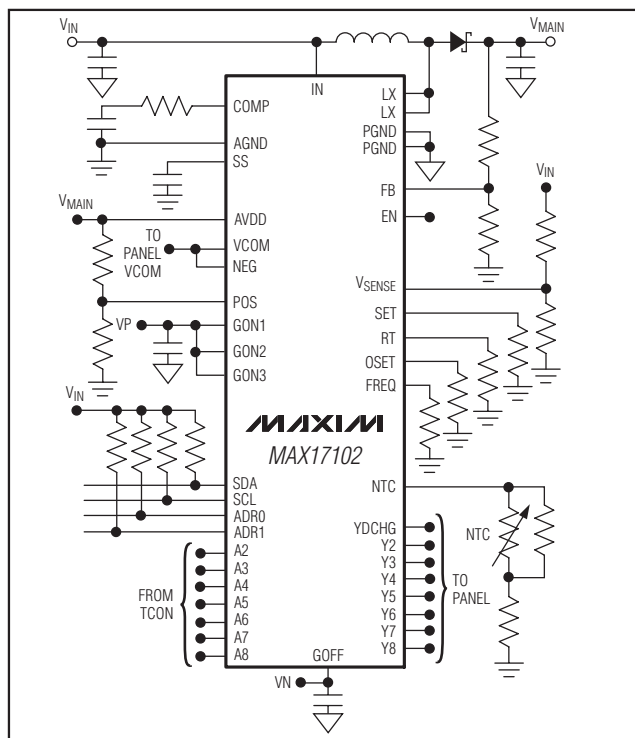 VIN
VMAIN
IN
COMP
AGND
SS
VMAIN
AVDD
TO
PANEL
VCOM
VCOM
NEG
POS
VP
GON1
GON2
GON3
VIN
SDA
SCL
ADR0
ADR1
FROM
TCON
A2
A3
A4
A5
A6
A7
A8
VN
GOFF
MAXIM
MAX17102
LX
LX
PGND
PGND
FB
EN
VIN
VSENSE
SET
RT
OSET
FREQ
NTC
NTC
YDCHG
Y2
Y3
Y4
Y5
Y6
Y7
Y8
TO
PANEL